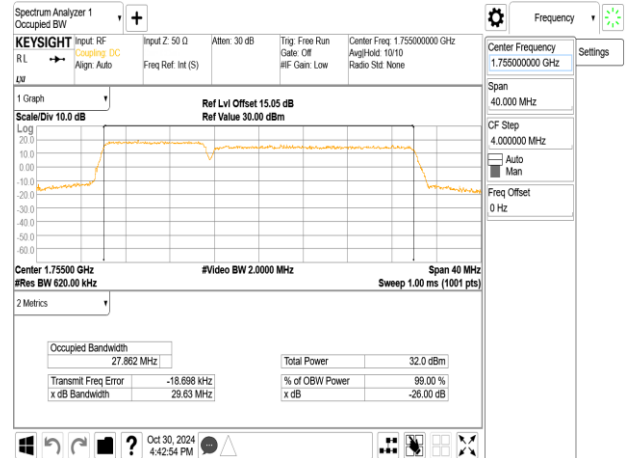 Spectrum Analyzer 1
Occupied BW
Frequency
KEYSIGHT
RL
Input: RF
Coupling: DC
Align: Auto
Input Z: 50 Ω
Freq Ref: Int (S)
Atten: 30 dB
Trig: Free Run
Gate: Off
#IF Gain: Low
Center Freq: 1.755000000 GHz
Avg|Hold: 10/10
Radio Std: None
LXI
1 Graph
Scale/Div 10.0 dB
Ref Lvl Offset 15.05 dB
Ref Value 30.00 dBm
Log
20.0
10.0
0.00
-10.0
-20.0
-30.0
-40.0
-50.0
-60.0
Center 1.75500 GHz
#Video BW 2.0000 MHz
Span 40 MHz
#Res BW 620.00 kHz
Sweep 1.00 ms (1001 pts)
2 Metrics
Occupied Bandwidth
27.862 MHz
Total Power 32.0 dBm
Transmit Freq Error -18.698 kHz
% of OBW Power 99.00 %
x dB Bandwidth 29.63 MHz
x dB -26.00 dB
Oct 30, 2024
4:42:54 PM
Center Frequency
1.755000000 GHz
Settings
Span
40.000 MHz
CF Step
4.000000 MHz
Auto
Man
Freq Offset
0 Hz